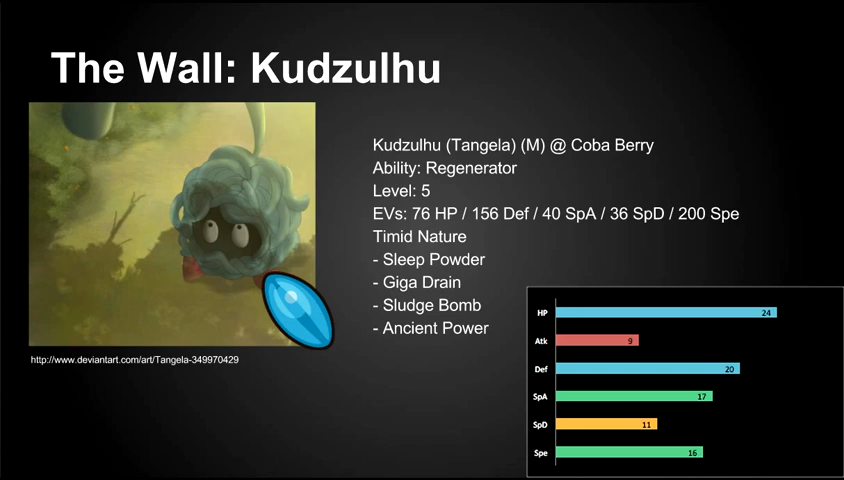 The Wall: Kudzulhu
Kudzulhu (Tangela) (M) @ Coba Berry
Ability: Regenerator
Level: 5
EVs: 76 HP / 156 Def / 40 SpA / 36 SpD / 200 Spe
Timid Nature
- Sleep Powder
- Giga Drain
- Sludge Bomb
- Ancient Power
http://www.deviantart.com/art/Tangela-349970429
HP 24
Atk 9
Def 20
SpA 17
SpD 11
Spe 16